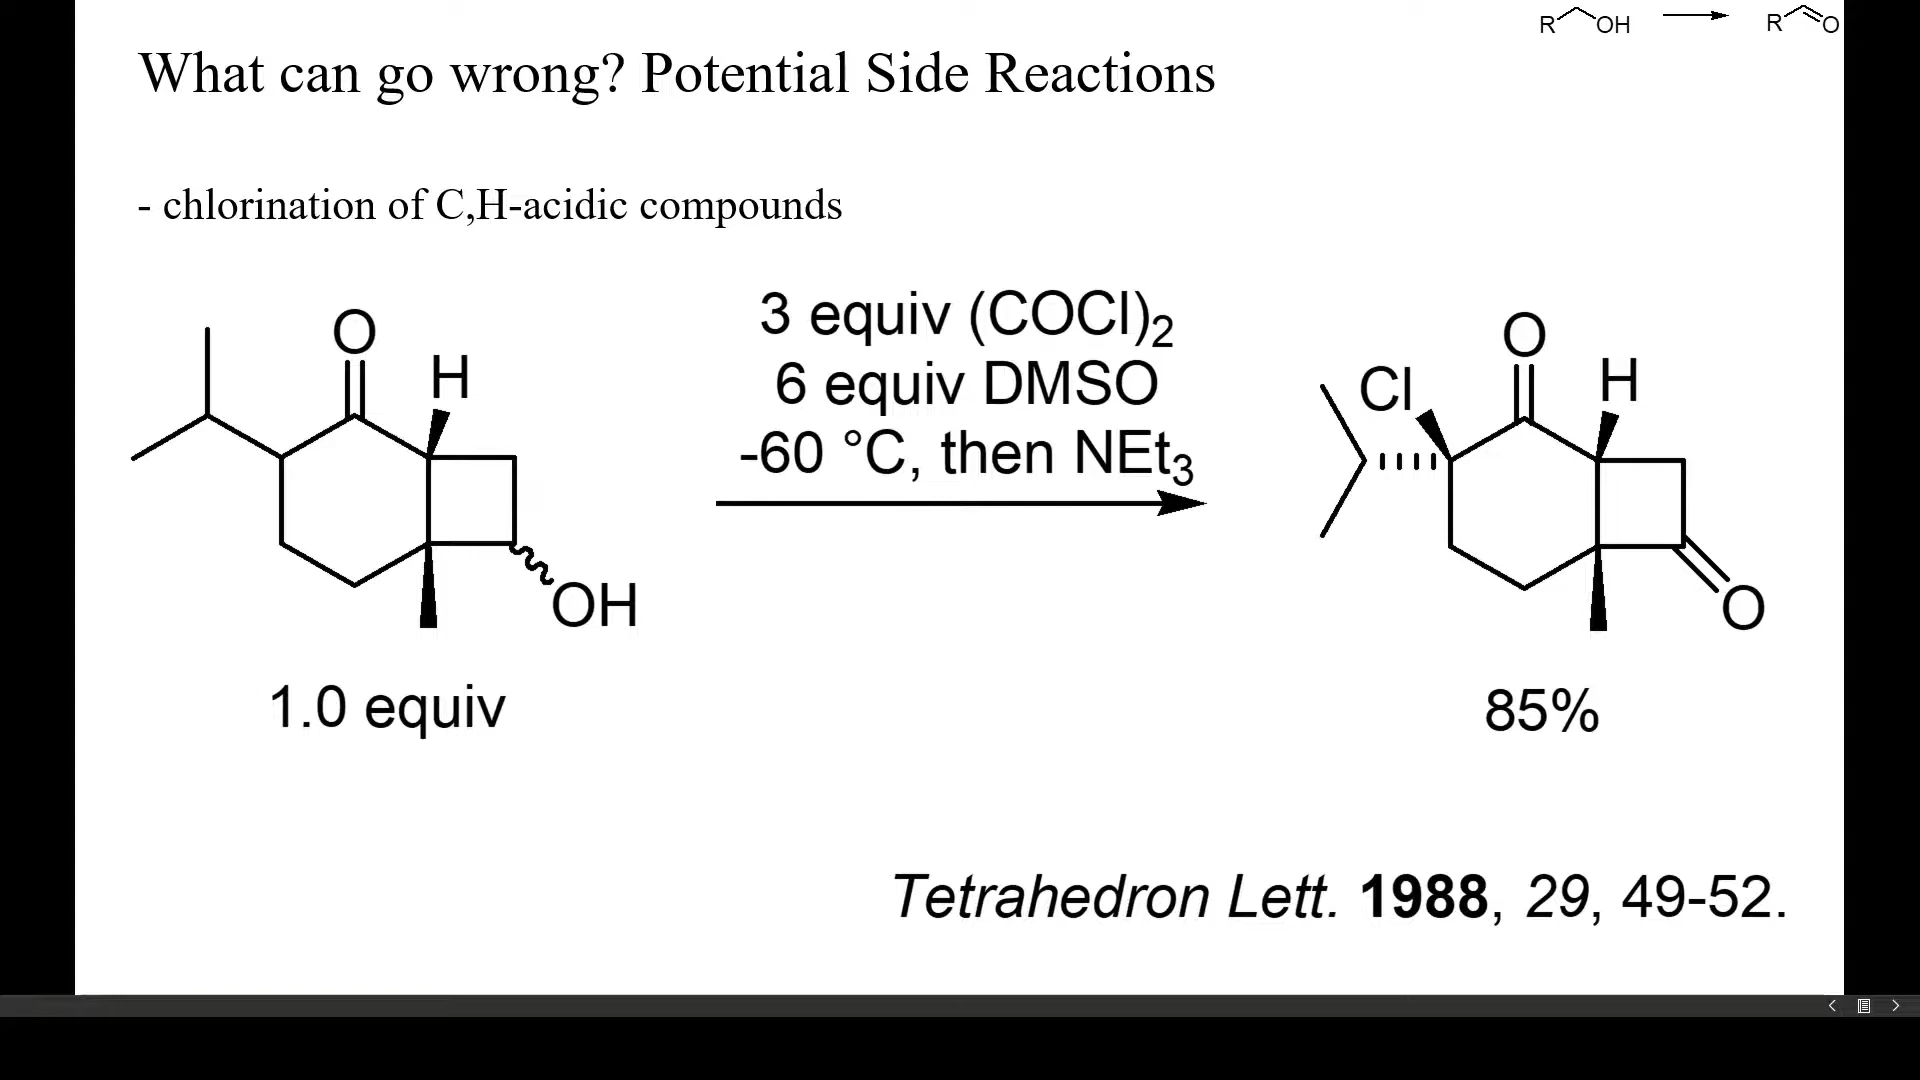 R OH R O
What can go wrong? Potential Side Reactions
- chlorination of C,H-acidic compounds
3 equiv (COCl)₂
6 equiv DMSO
-60 °C, then NEt₃
O
H
OH
Cl
O
H
O
1.0 equiv
85%
Tetrahedron Lett. 1988, 29, 49-52.